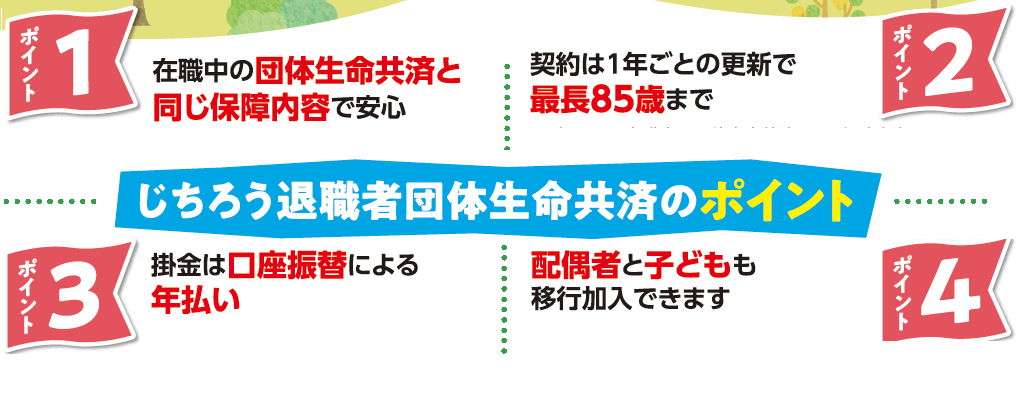 ポイント
1
在職中の団体生命共済と
同じ保障内容で安心
契約は1年ごとの更新で
最長85歳まで
ポイント
2
じちろう退職者団体生命共済のポイント
ポイント
3
掛金は口座振替による
年払い
配偶者と子どもも
移行加入できます
ポイント
4